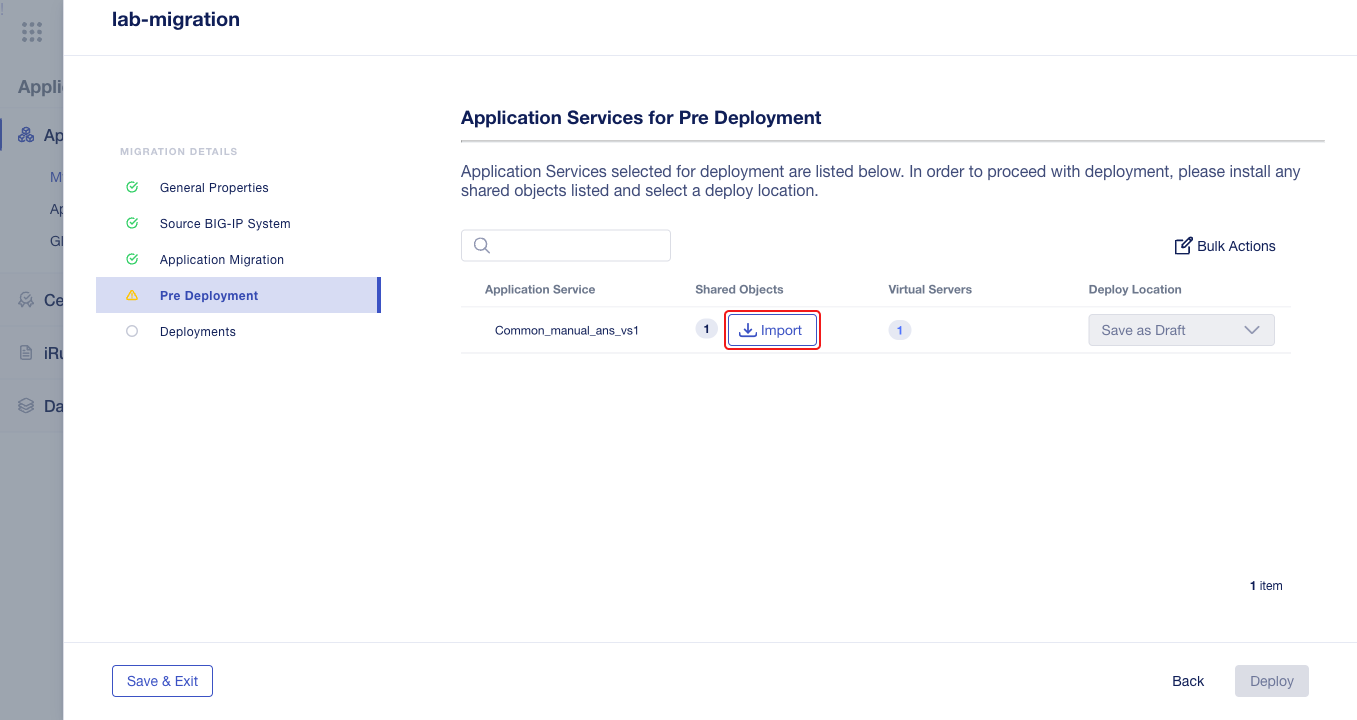 lab-migration
Appli
Ap
M
Ap
Gl
Ce
iRu
Da
MIGRATION DETAILS
General Properties
Source BIG-IP System
Application Migration
Pre Deployment
Deployments
Application Services for Pre Deployment
Application Services selected for deployment are listed below. In order to proceed with deployment, please install any
shared objects listed and select a deploy location.
Bulk Actions
Application Service Shared Objects Virtual Servers Deploy Location
Common_manual_ans_vs1 1 Import 1 Save as Draft
1 item
Save & Exit Back Deploy